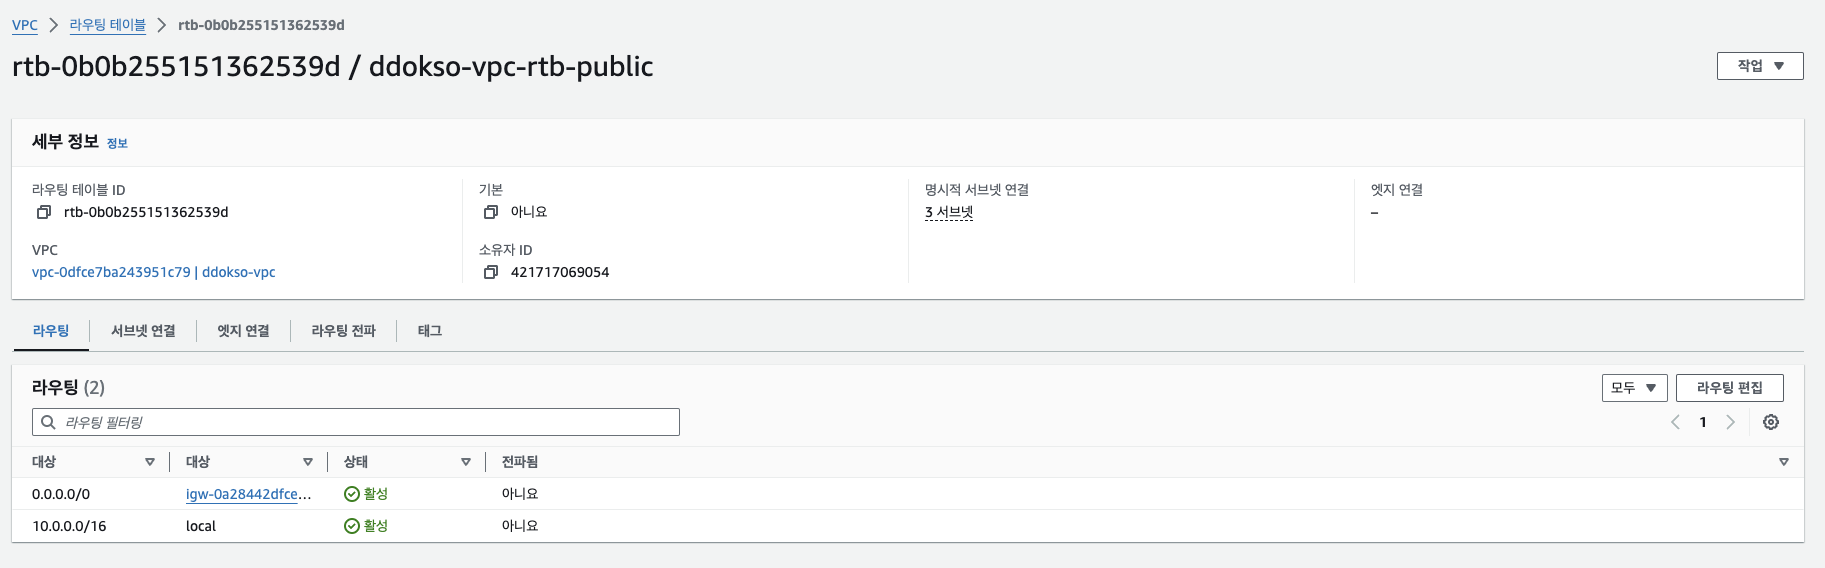 VPC > 라우팅 테이블 > rtb-0b0b255151362539d
rtb-0b0b255151362539d / ddokso-vpc-rtb-public
작업
세부 정보 정보
라우팅 테이블 ID
rtb-0b0b255151362539d
VPC
vpc-0dfce7ba243951c79 | ddokso-vpc
기본
아니요
소유자 ID
421717069054
명시적 서브넷 연결
3 서브넷
엣지 연결
–
라우팅 서브넷 연결 엣지 연결 라우팅 전파 태그
라우팅 (2)
모두 라우팅 편집
라우팅 필터링
1
대상 대상 상태 전파됨
0.0.0.0/0 igw-0a28442dfce... 활성 아니요
10.0.0.0/16 local 활성 아니요